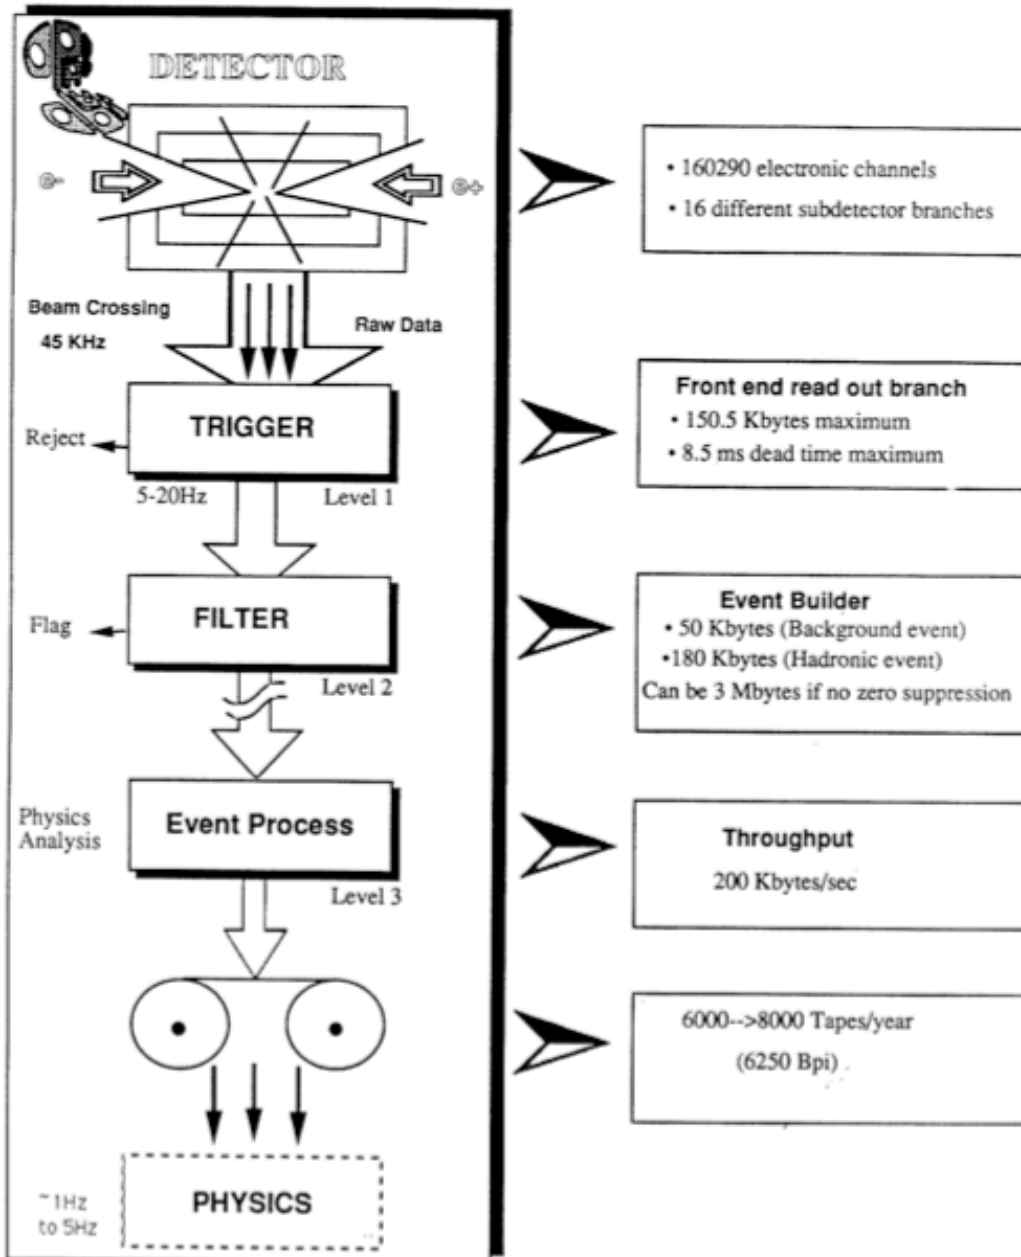 DETECTOR
e-
e+
• 160290 electronic channels
• 16 different subdetector branches
Beam Crossing
45 KHz
Raw Data
TRIGGER
Reject
5-20Hz
Level 1
Front end read out branch
• 150.5 Kbytes maximum
• 8.5 ms dead time maximum
FILTER
Flag
Level 2
Event Builder
• 50 Kbytes (Background event)
•180 Kbytes (Hadronic event)
Can be 3 Mbytes if no zero suppression
Physics
Analysis
Event Process
Level 3
Throughput
200 Kbytes/sec
6000-->8000 Tapes/year
(6250 Bpi)
PHYSICS
~1Hz
to 5Hz